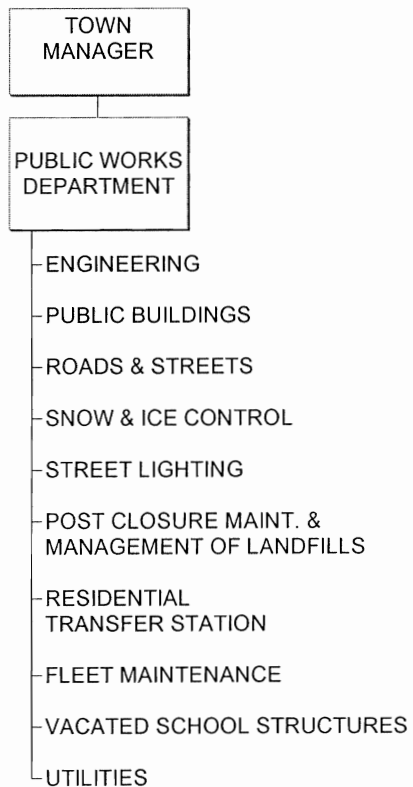 TOWN
MANAGER
PUBLIC WORKS
DEPARTMENT
ENGINEERING
PUBLIC BUILDINGS
ROADS & STREETS
SNOW & ICE CONTROL
STREET LIGHTING
POST CLOSURE MAINT. &
MANAGEMENT OF LANDFILLS
RESIDENTIAL
TRANSFER STATION
FLEET MAINTENANCE
VACATED SCHOOL STRUCTURES
UTILITIES